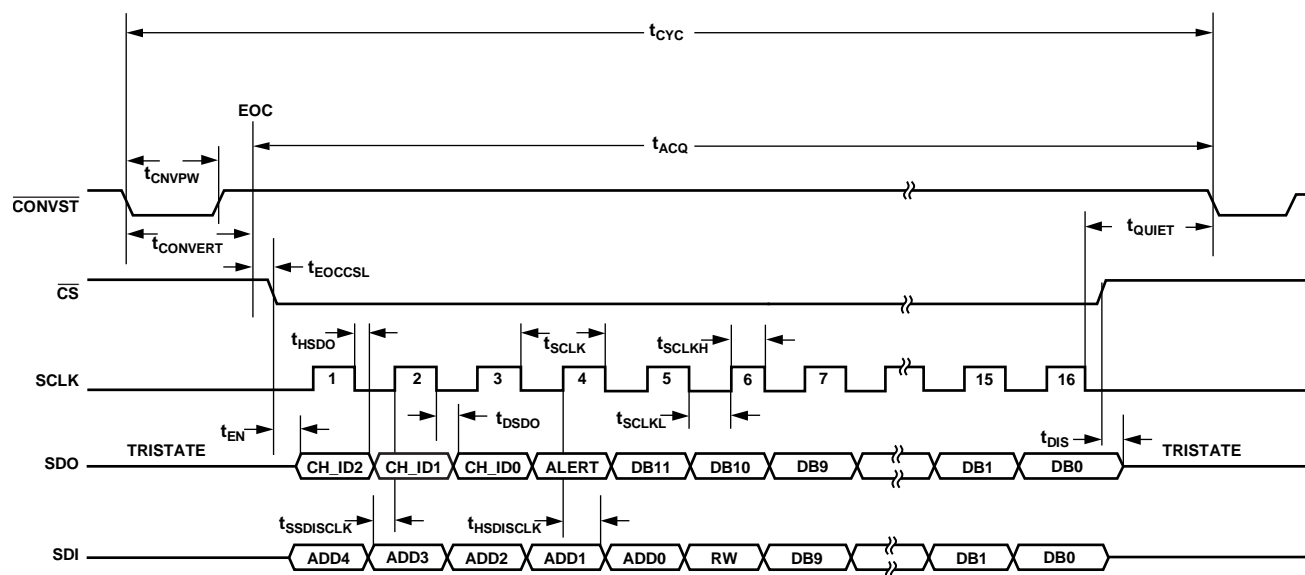 tCYC
EOC
tACQ
tCNVPW
CONVST
tCONVERT
tQUIET
tEOCCSL
CS
tHSDO
tSCLK
tSCLKH
SCLK
1 2 3 4 5 6 7 15 16
tDSDO
tSCLKL
tEN
tDIS
TRISTATE
TRISTATE
SDO
CH_ID2 CH_ID1 CH_ID0 ALERT DB11 DB10 DB9 DB1 DB0
tSSDISCLK
tHSDISCLK
SDI
ADD4 ADD3 ADD2 ADD1 ADD0 RW DB9 DB1 DB0